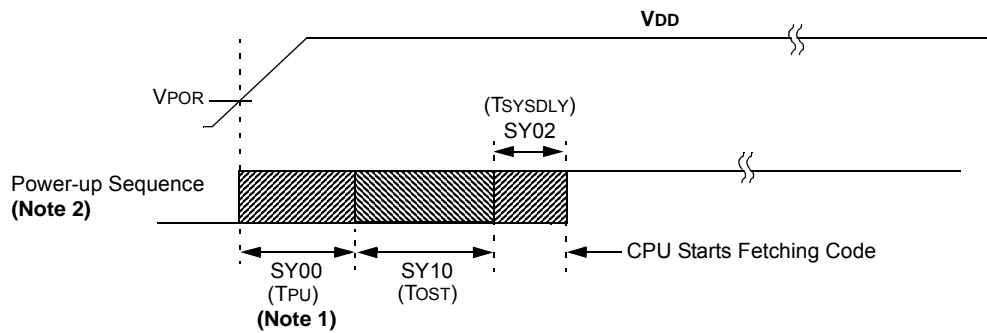 VDD
VPOR
(TSYSDLY)
SY02
Power-up Sequence
(Note 2)
CPU Starts Fetching Code
SY00
(TPU)
(Note 1)
SY10
(TOST)